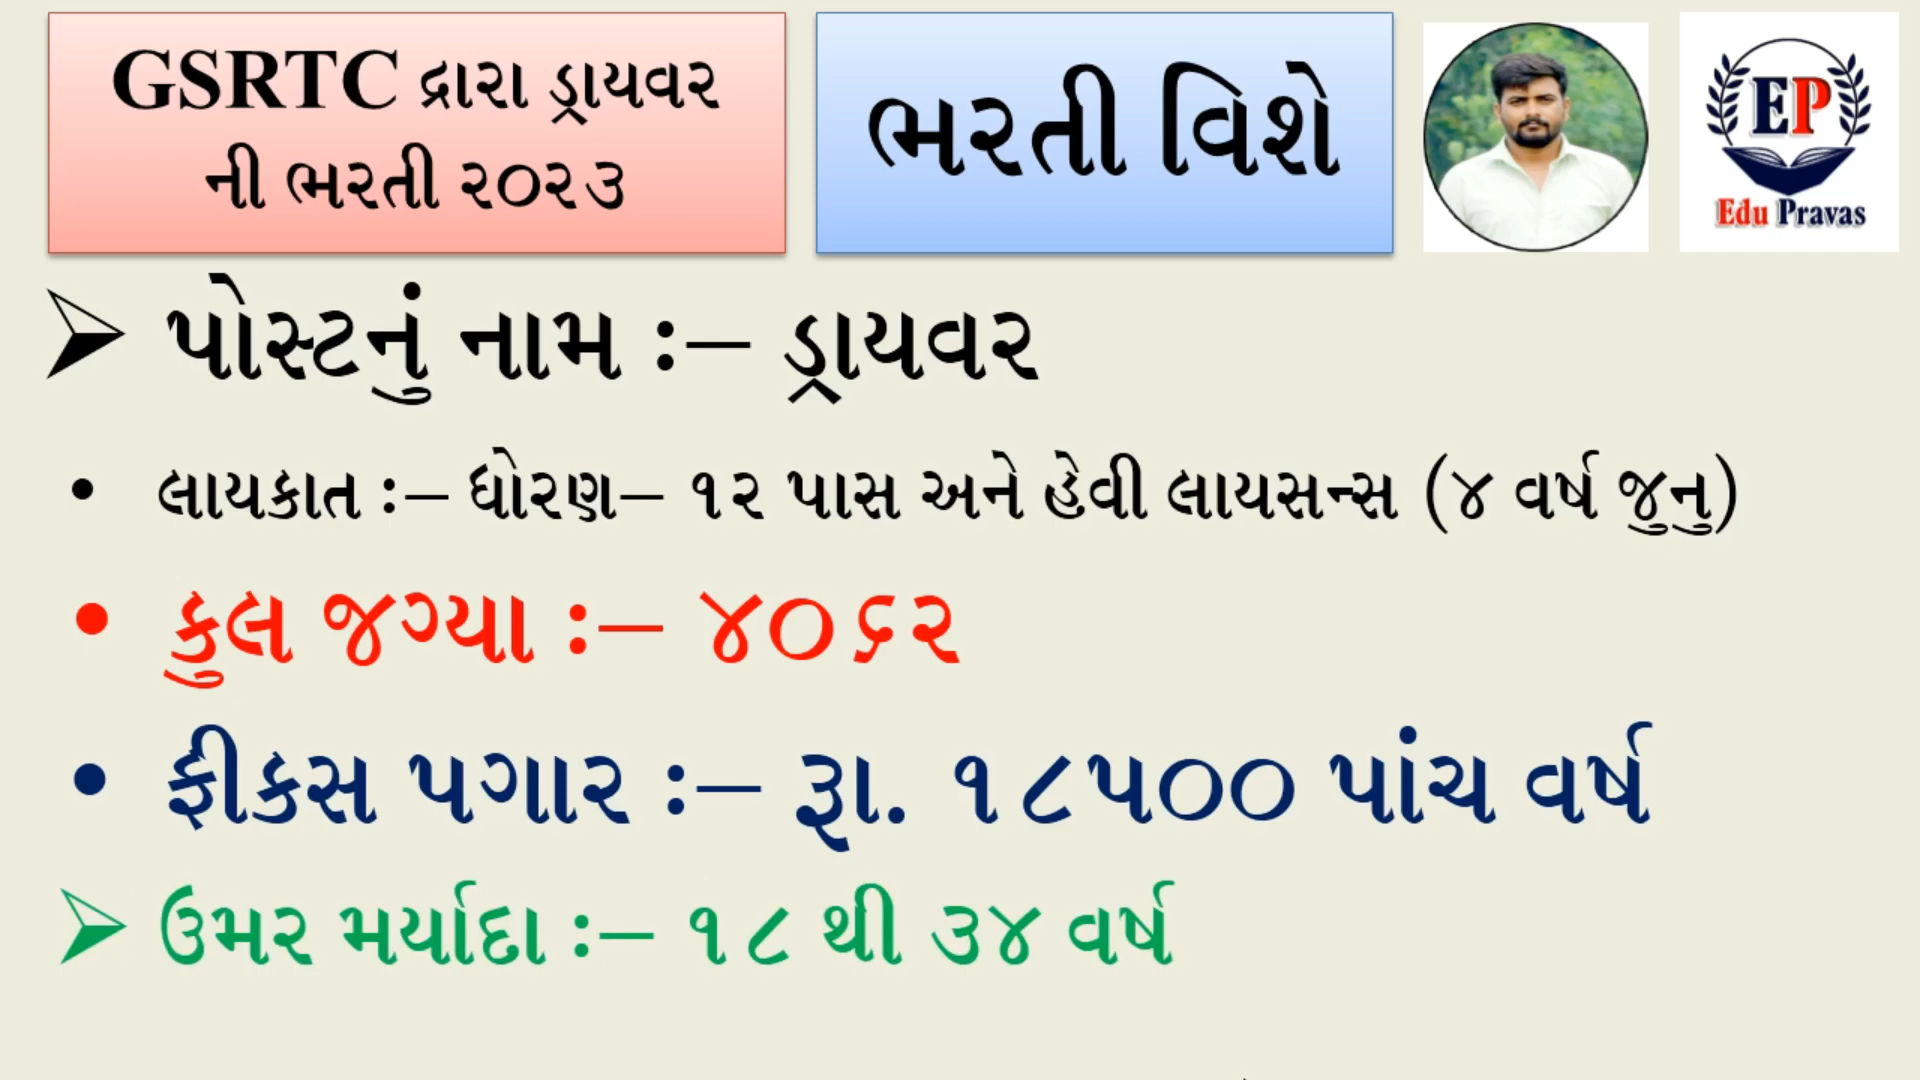 GSRTC દ્વારા ડ્રાયવર
ની ભરતી ૨૦૨૩
ભરતી વિશે
EP
Edu Pravas
પોસ્ટનું નામ :– ડ્રાયવર
લાયકાત :– ધોરણ– ૧૨ પાસ અને હેવી લાયસન્સ (૪ વર્ષ જુનુ)
કુલ જગ્યા :– ૪૦૬૨
ફીકસ પગાર :– રૂા. ૧૮૫૦૦ પાંચ વર્ષ
ઉમર મર્યાદા :– ૧૮ થી ૩૪ વર્ષ